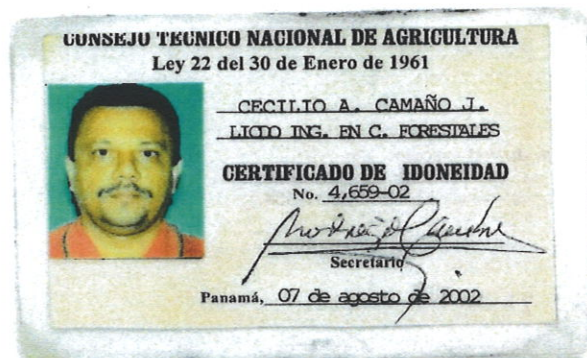 CONSEJO TECNICO NACIONAL DE AGRICULTURA
Ley 22 del 30 de Enero de 1961
CECILIO A. CAMAÑO J.
LICDO ING. EN C. FORESTALES
CERTIFICADO DE IDONEIDAD
No. 4,659-02
Secretario
Panamá, 07 de agosto de 2002